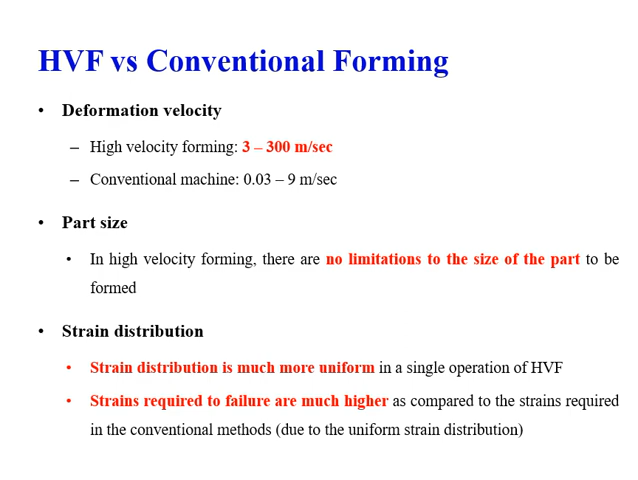 HVF vs Conventional Forming
• Deformation velocity
– High velocity forming: 3 – 300 m/sec
– Conventional machine: 0.03 – 9 m/sec
• Part size
• In high velocity forming, there are no limitations to the size of the part to be
formed
• Strain distribution
• Strain distribution is much more uniform in a single operation of HVF
• Strains required to failure are much higher as compared to the strains required
in the conventional methods (due to the uniform strain distribution)